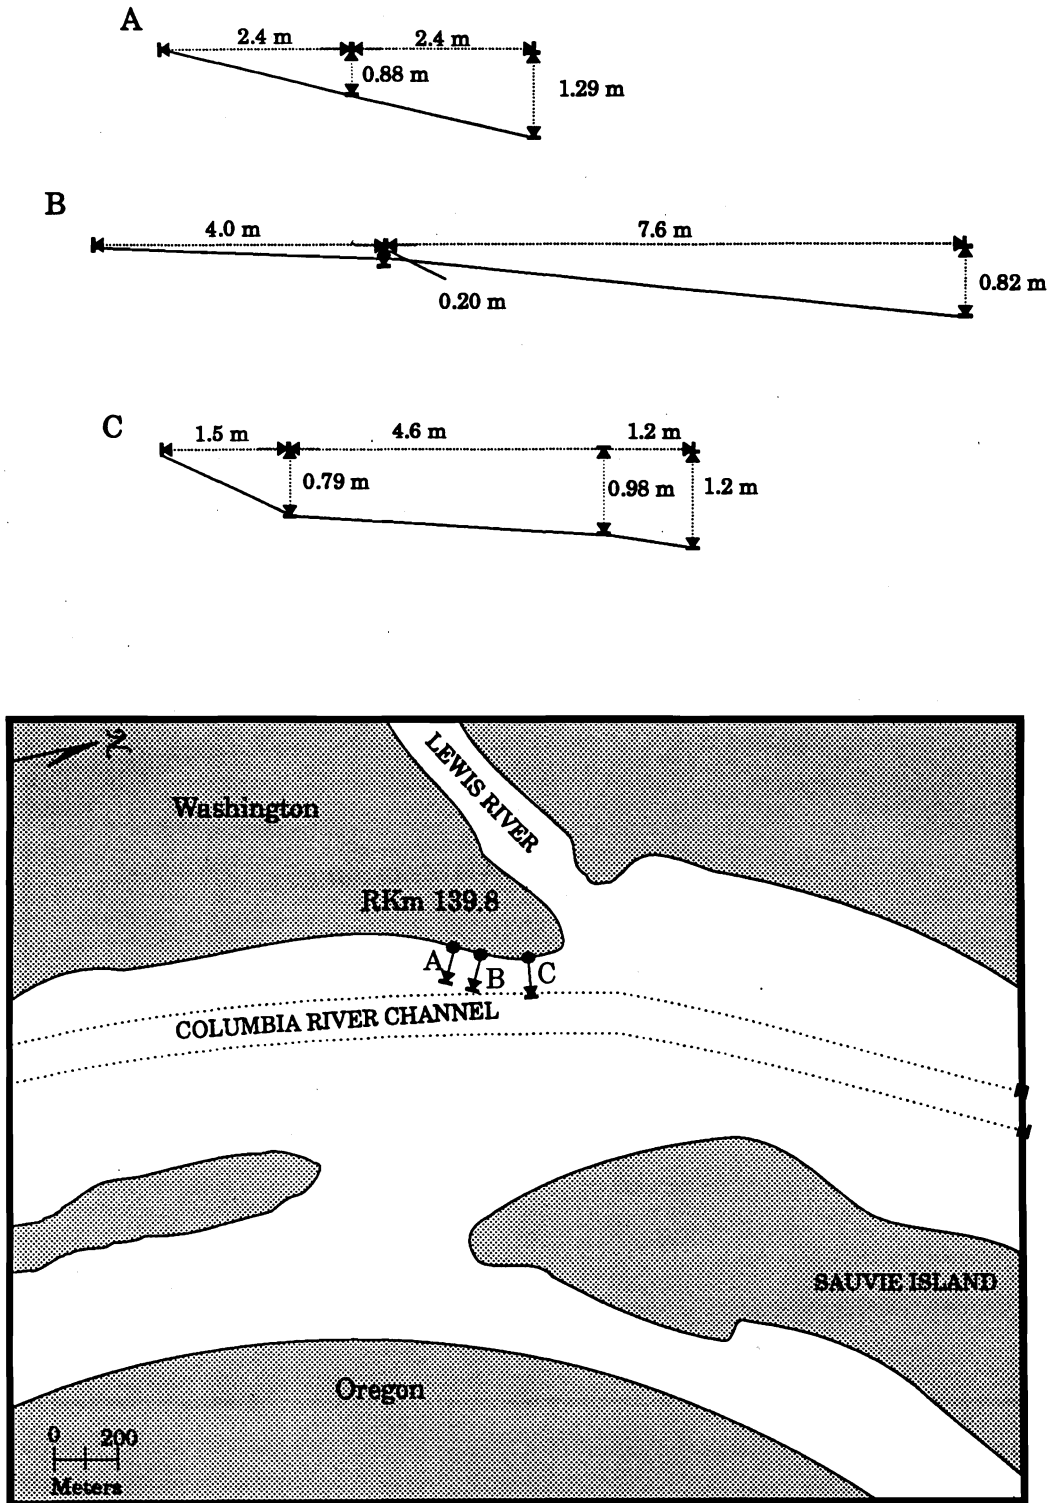 A
2.4 m 2.4 m
0.88 m
1.29 m
B
4.0 m 7.6 m
0.20 m
0.82 m
C
1.5 m 4.6 m 1.2 m
0.79 m 0.98 m 1.2 m
N
LEWIS RIVER
Washington
RKm 139.8
A B C
COLUMBIA RIVER CHANNEL
SAUVIE ISLAND
Oregon
0 200
Meters